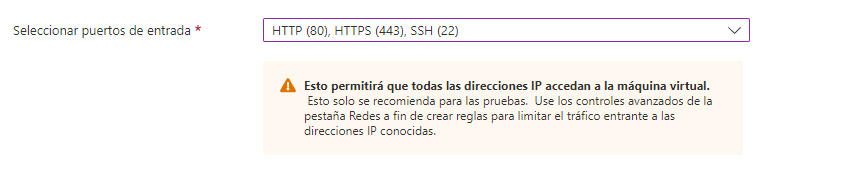 Seleccionar puertos de entrada *
HTTP (80), HTTPS (443), SSH (22)
Esto permitirá que todas las direcciones IP accedan a la máquina virtual.
Esto solo se recomienda para las pruebas. Use los controles avanzados de la
pestaña Redes a fin de crear reglas para limitar el tráfico entrante a las
direcciones IP conocidas.